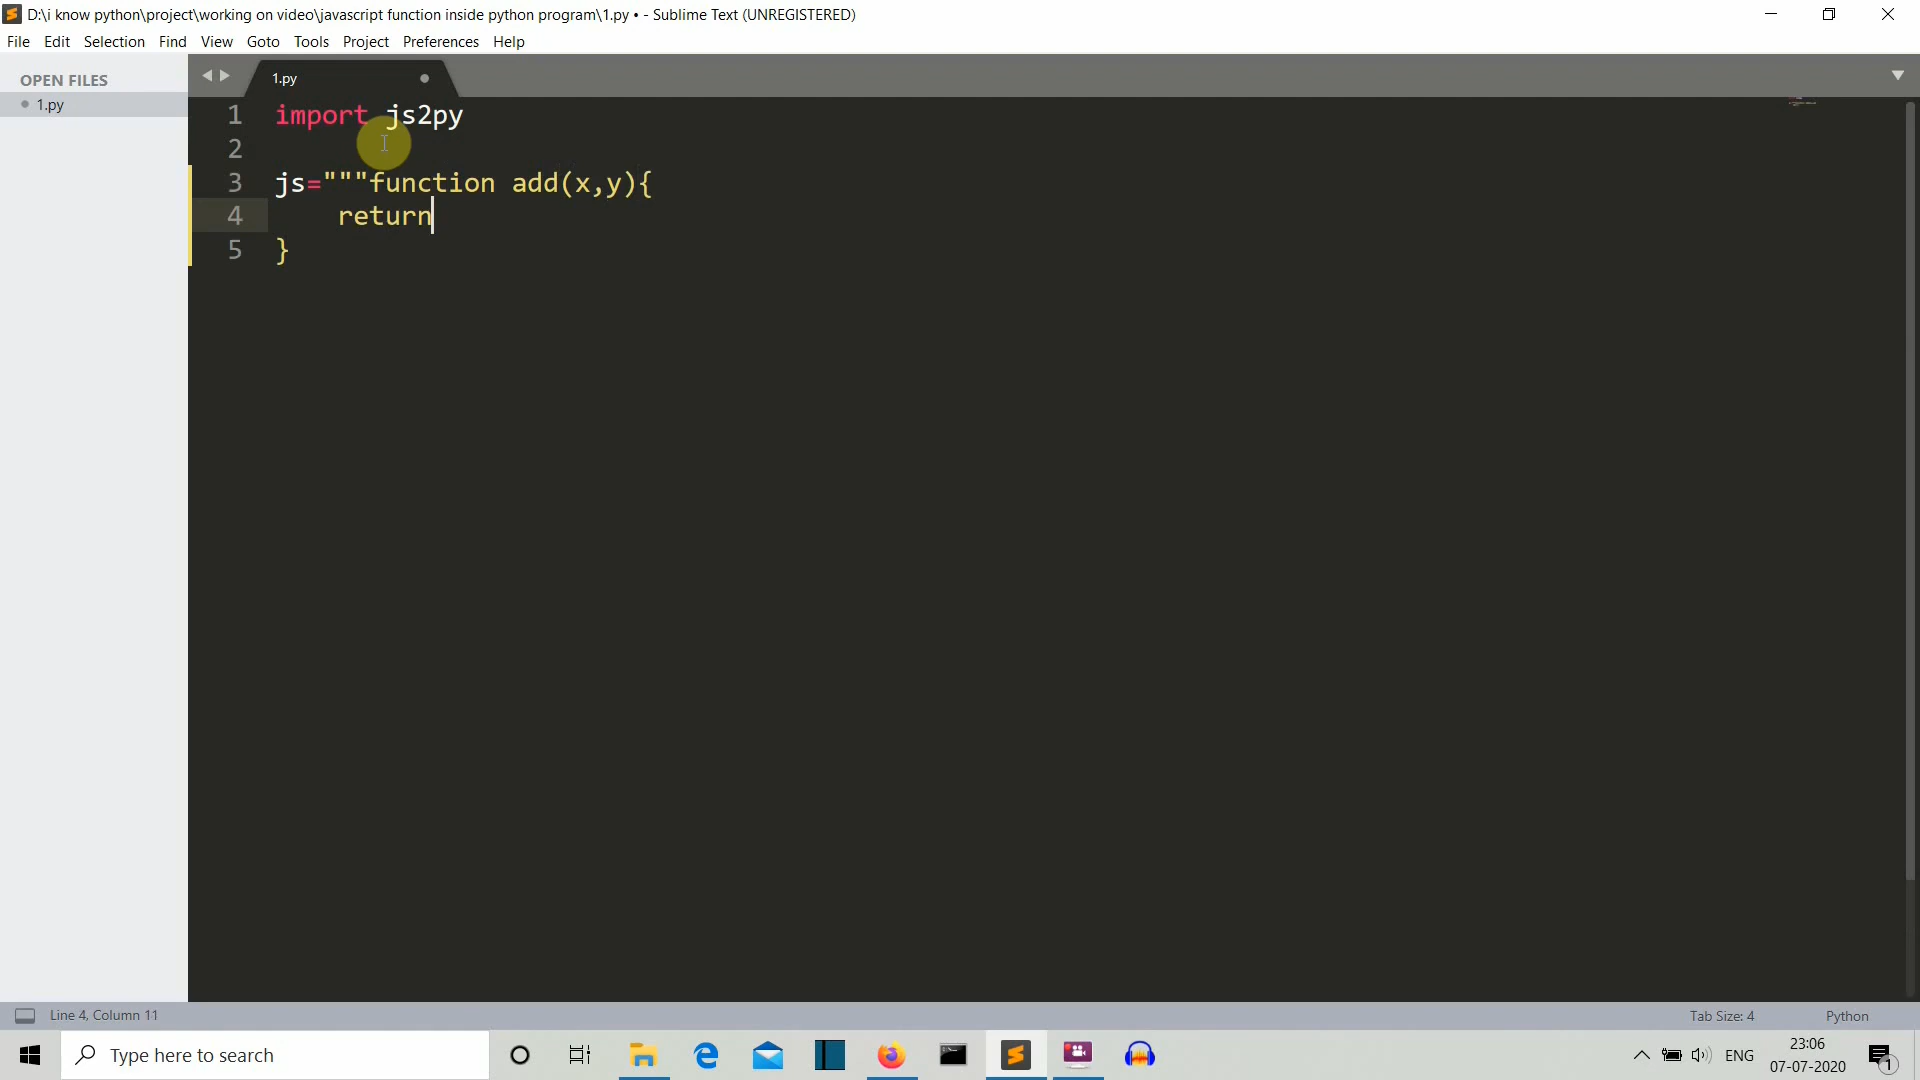 D:\i know python\project\working on video\javascript function inside python program\1.py • - Sublime Text (UNREGISTERED)
File Edit Selection Find View Goto Tools Project Preferences Help
OPEN FILES
1.py
1.py
1 import js2py
2
3 js="""function add(x,y){
4     return
5 }
Line 4, Column 11
Tab Size: 4
Python
Type here to search
ENG
23:06
07-07-2020
1